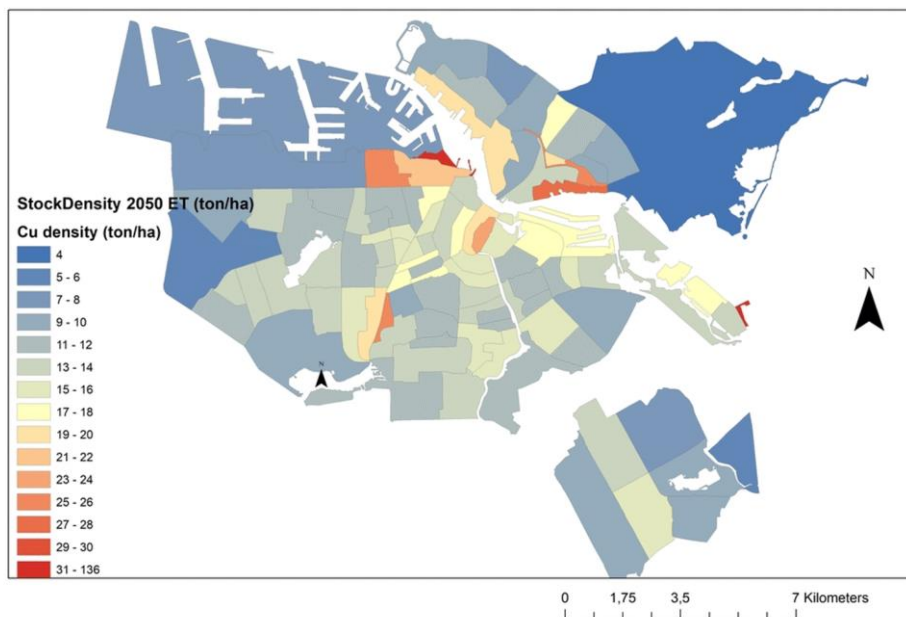 StockDensity 2050 ET (ton/ha)
Cu density (ton/ha)
4
5 - 6
7 - 8
9 - 10
11 - 12
13 - 14
15 - 16
17 - 18
19 - 20
21 - 22
23 - 24
25 - 26
27 - 28
29 - 30
31 - 136
N
N
0 1,75 3,5 7 Kilometers